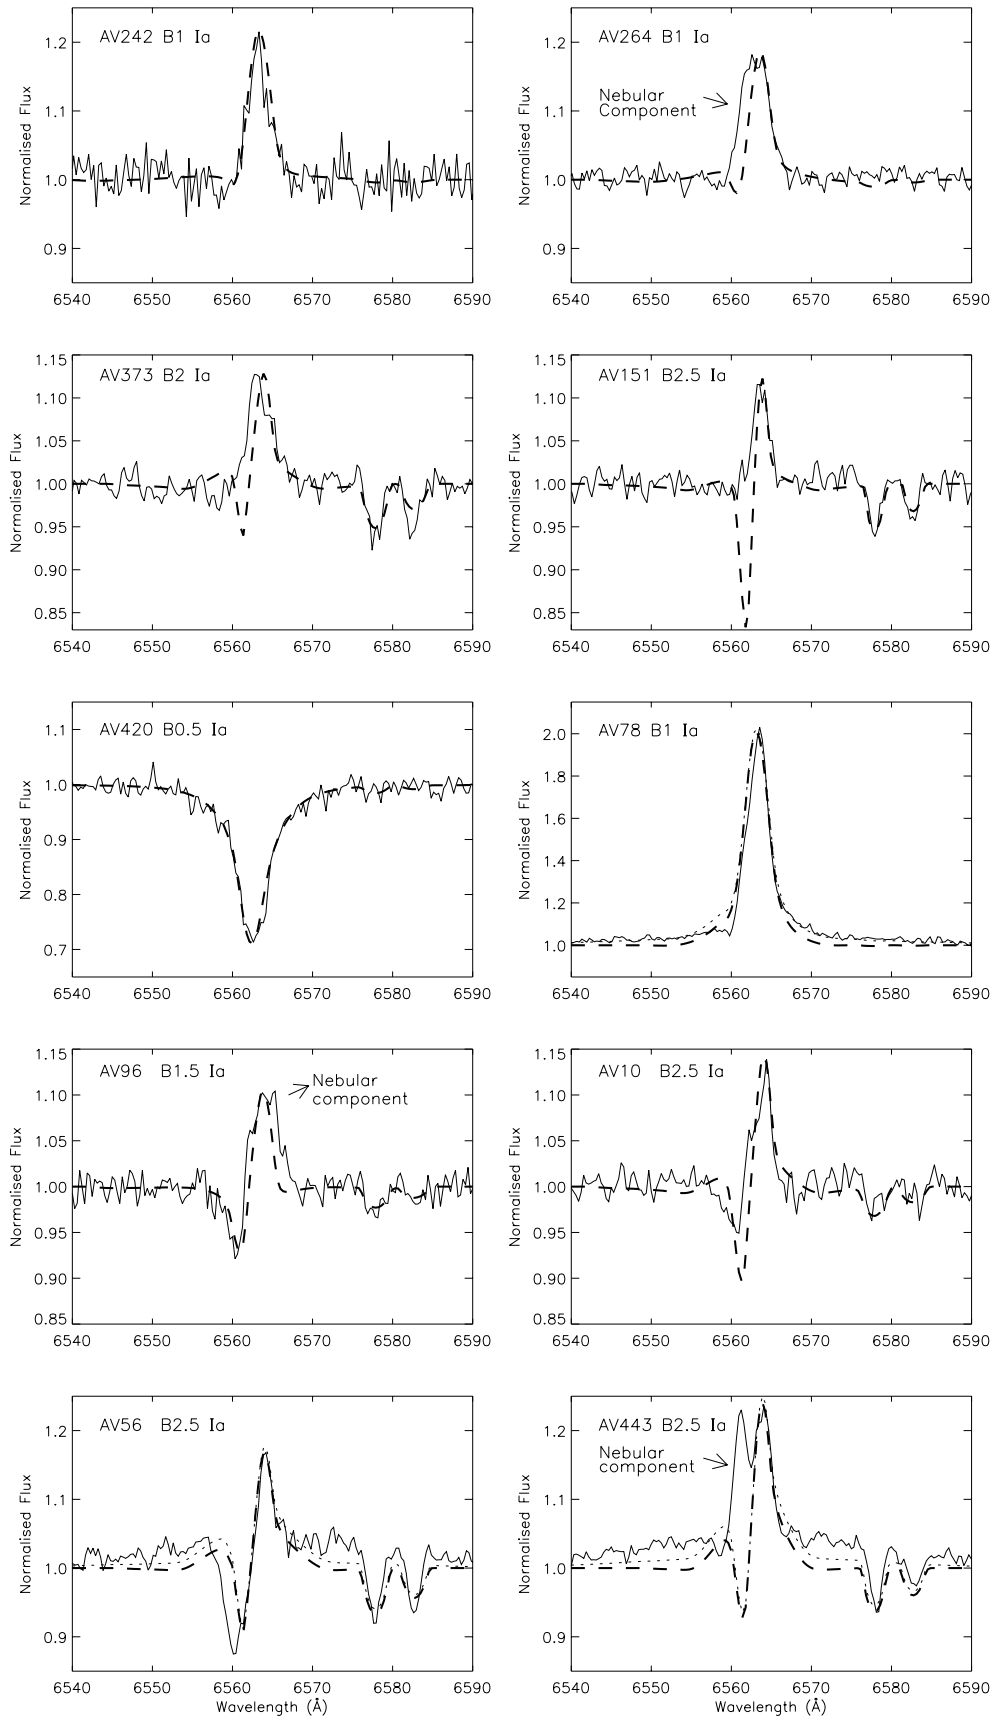 AV242 B1 Ia
Normalised Flux
1.2
1.1
1.0
0.9
6540 6550 6560 6570 6580 6590
AV264 B1 Ia
Nebular
Component
Normalised Flux
1.2
1.1
1.0
0.9
6540 6550 6560 6570 6580 6590
AV373 B2 Ia
Normalised Flux
1.15
1.10
1.05
1.00
0.95
0.90
0.85
6540 6550 6560 6570 6580 6590
AV151 B2.5 Ia
Normalised Flux
1.15
1.10
1.05
1.00
0.95
0.90
0.85
6540 6550 6560 6570 6580 6590
AV420 B0.5 Ia
Normalised Flux
1.1
1.0
0.9
0.8
0.7
6540 6550 6560 6570 6580 6590
AV78 B1 Ia
Normalised Flux
2.0
1.8
1.6
1.4
1.2
1.0
6540 6550 6560 6570 6580 6590
AV96 B1.5 Ia
Nebular
component
Normalised Flux
1.15
1.10
1.05
1.00
0.95
0.90
0.85
6540 6550 6560 6570 6580 6590
AV10 B2.5 Ia
Normalised Flux
1.15
1.10
1.05
1.00
0.95
0.90
0.85
6540 6550 6560 6570 6580 6590
AV56 B2.5 Ia
Normalised Flux
1.2
1.1
1.0
0.9
6540 6550 6560 6570 6580 6590
Wavelength (Å)
AV443 B2.5 Ia
Nebular
component
Normalised Flux
1.2
1.1
1.0
0.9
6540 6550 6560 6570 6580 6590
Wavelength (Å)